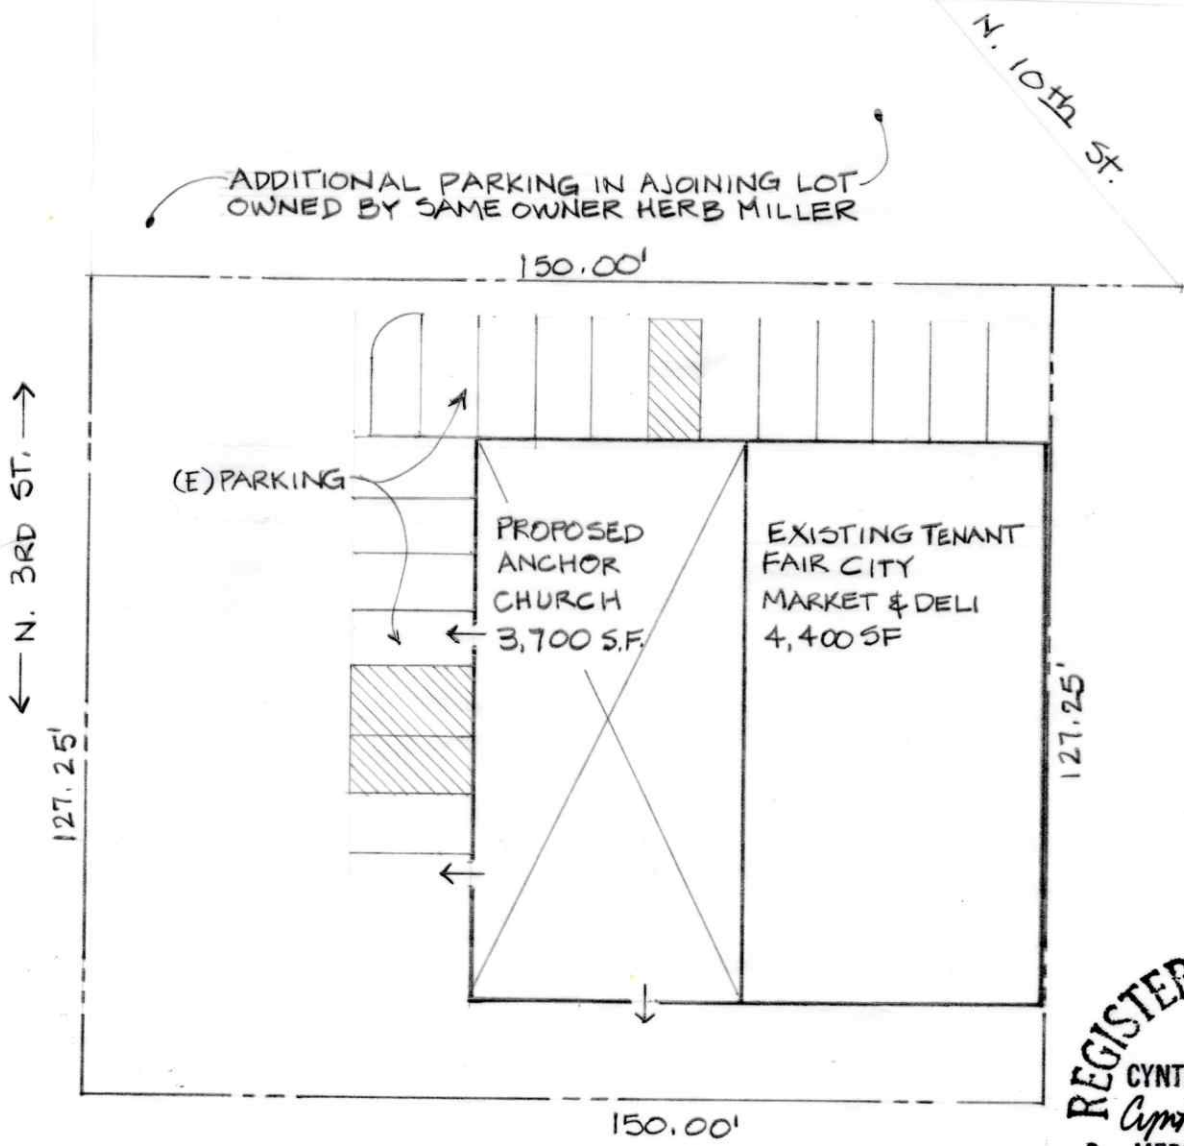 N. 10th St.
ADDITIONAL PARKING IN AJOINING LOT
OWNED BY SAME OWNER HERB MILLER
150.00'
← N. 3RD ST. →
(E) PARKING
PROPOSED
ANCHOR
CHURCH
3,700 S.F.
EXISTING TENANT
FAIR CITY
MARKET & DELI
4,400 SF
127.25'
127.25'
150.00'
REGISTER
CYNT